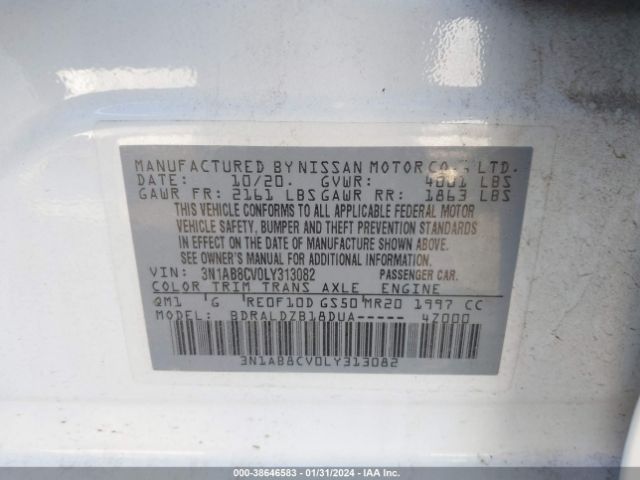 MANUFACTURED BY NISSAN MOTOR CO., LTD.
DATE: 10/20. GVWR: 4001 LBS
GAWR FR: 2161 LBS GAWR RR: 1863 LBS
THIS VEHICLE CONFORMS TO ALL APPLICABLE FEDERAL MOTOR
VEHICLE SAFETY, BUMPER AND THEFT PREVENTION STANDARDS
IN EFFECT ON THE DATE OF MANUFACTURE SHOWN ABOVE.
SEE OWNER'S MANUAL FOR ADDITIONAL INFORMATION.
VIN: 3N1AB8CV0LY313082 PASSENGER CAR.
COLOR TRIM TRANS AXLE ENGINE
QM1 G RE0F10D GS50 MR20 1997 CC
MODEL: BDRALDZB18DUA----- 4Z000
3N1AB8CV0LY313082
000-38646583 - 01/31/2024 - IAA Inc.